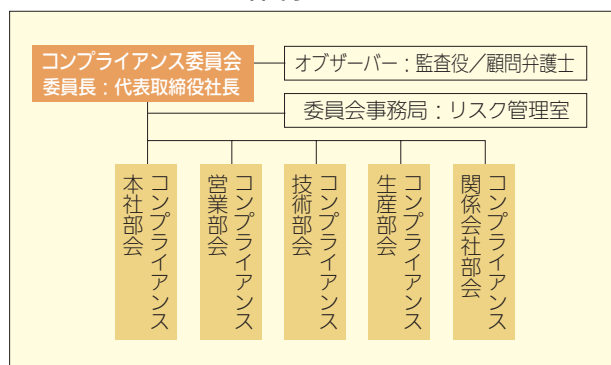 コンプライアンス委員会
委員長：代表取締役社長
オブザーバー：監査役／顧問弁護士
委員会事務局：リスク管理室
コンプライアンス
本社部会
コンプライアンス
営業部会
コンプライアンス
技術部会
コンプライアンス
生産部会
コンプライアンス
関係会社部会